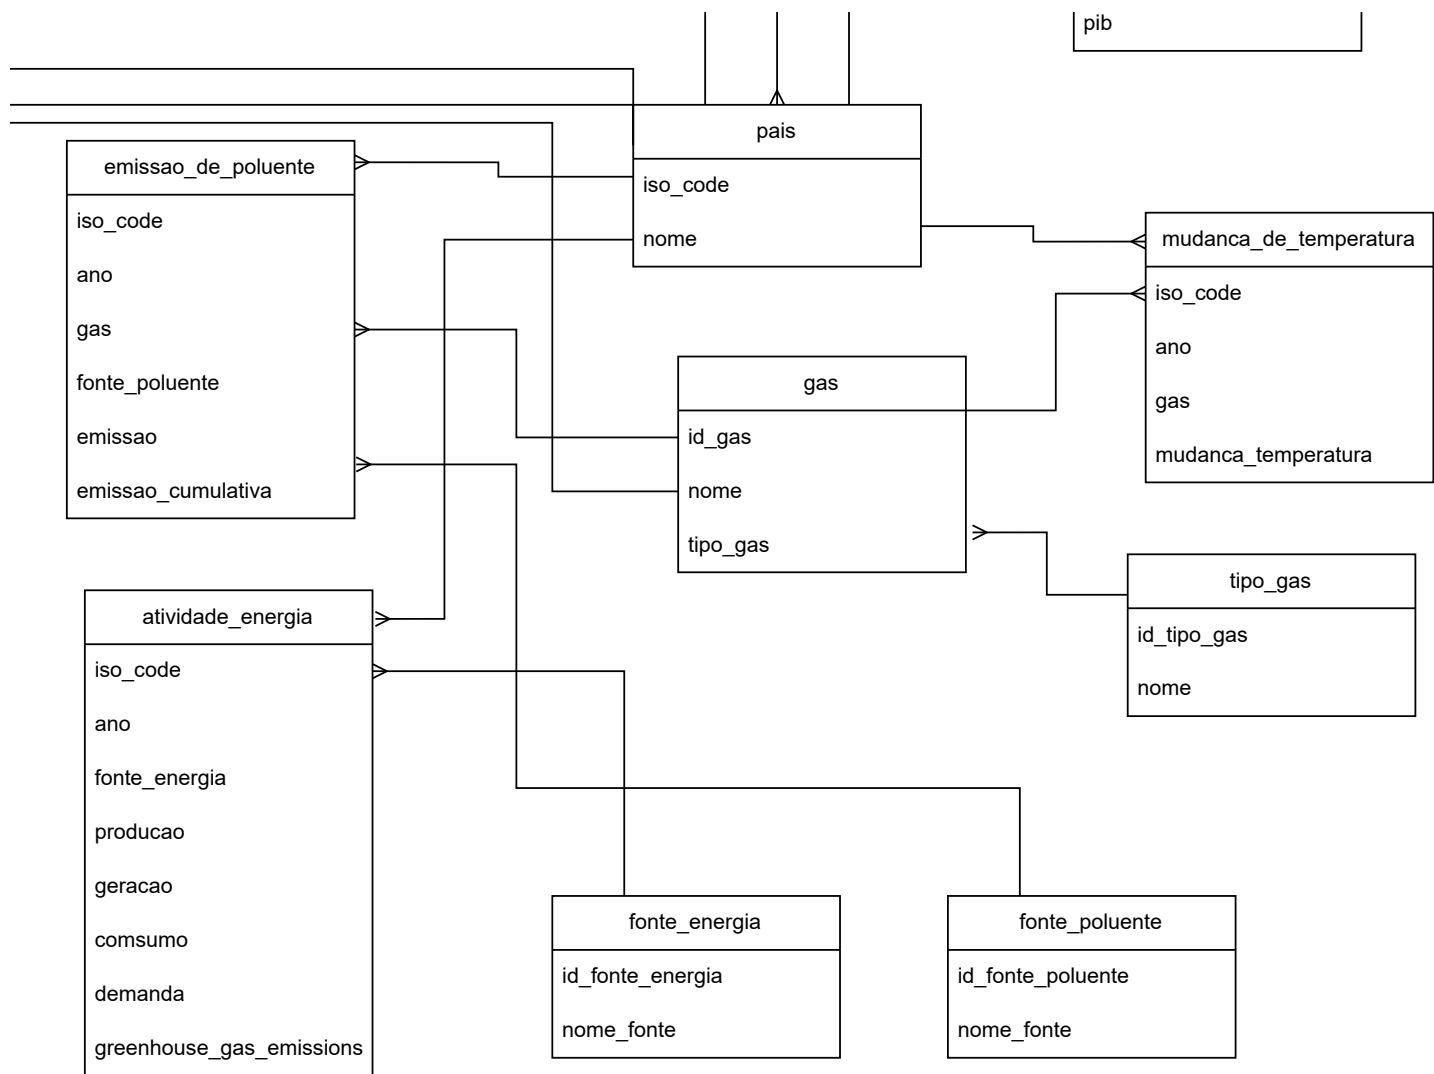 pib
pais
iso_code
nome
emissao_de_poluente
iso_code
ano
gas
fonte_poluente
emissao
emissao_cumulativa
mudanca_de_temperatura
iso_code
ano
gas
mudanca_temperatura
gas
id_gas
nome
tipo_gas
tipo_gas
id_tipo_gas
nome
atividade_energia
iso_code
ano
fonte_energia
producao
geracao
comsumo
demanda
greenhouse_gas_emissions
fonte_energia
id_fonte_energia
nome_fonte
fonte_poluente
id_fonte_poluente
nome_fonte